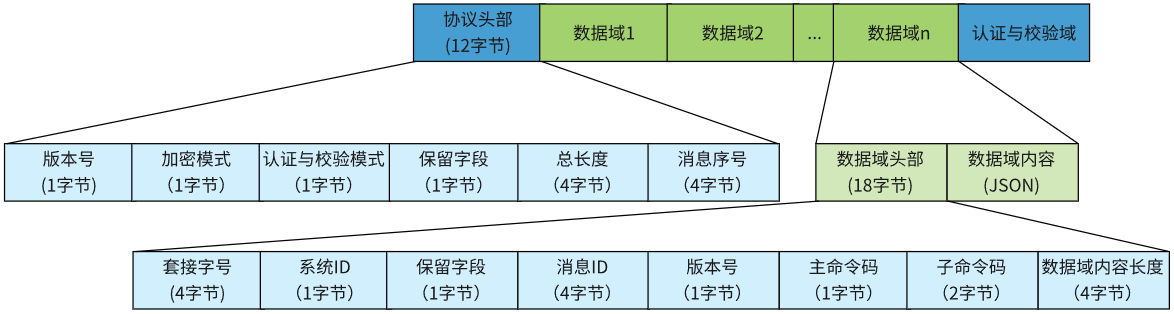 协议头部
(12字节)
数据域1
数据域2
...
数据域n
认证与校验域
版本号
(1字节)
加密模式
（1字节）
认证与校验模式
（1字节）
保留字段
（1字节）
总长度
（4字节）
消息序号
（4字节）
数据域头部
(18字节)
数据域内容
(JSON)
套接字号
(4字节)
系统ID
（1字节）
保留字段
（1字节）
消息ID
（4字节）
版本号
（1字节）
主命令码
（1字节）
子命令码
（2字节）
数据域内容长度
（4字节）